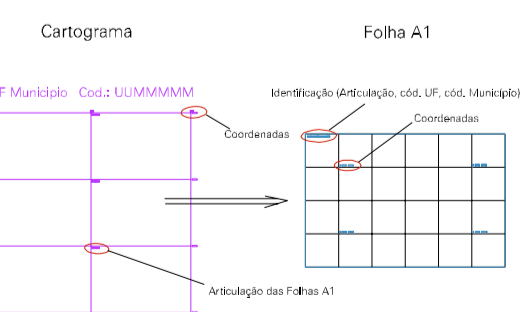 Cartograma
Folha A1
F Municipio Cod.: UUMMMMM
Identificação (Articulação, cód. UF, cód. Município)
Coordenadas
Coordenadas
Articulação das Folhas A1